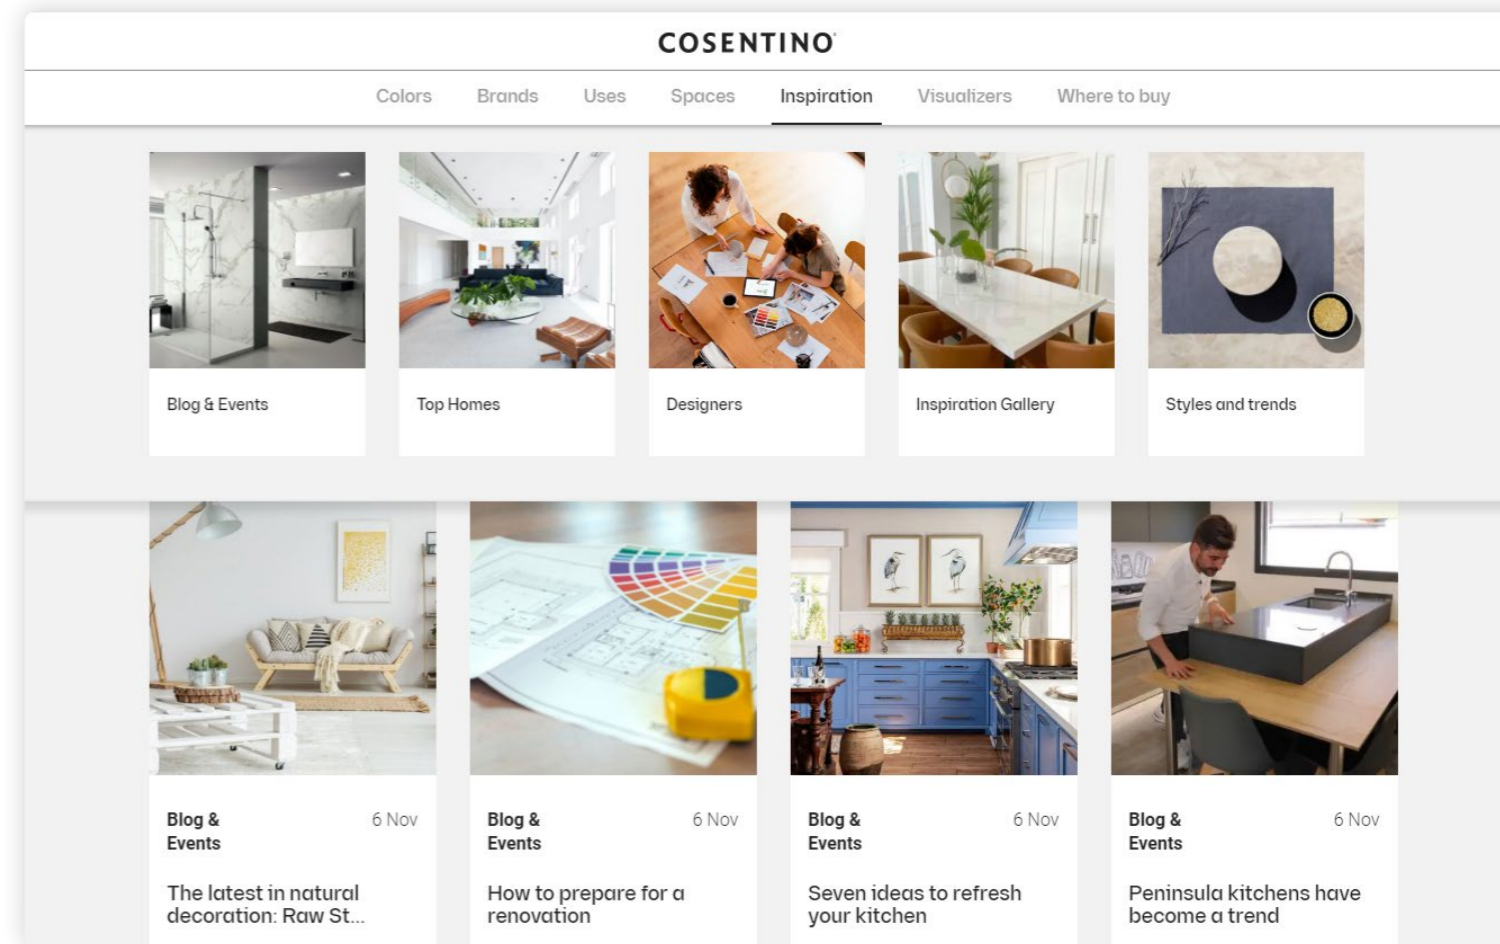 COSENTINO
Colors Brands Uses Spaces Inspiration Visualizers Where to buy
Blog & Events
Top Homes
Designers
Inspiration Gallery
Styles and trends
Blog &
Events
6 Nov
The latest in natural
decoration: Raw St...
Blog &
Events
6 Nov
How to prepare for a
renovation
Blog &
Events
6 Nov
Seven ideas to refresh
your kitchen
Blog &
Events
6 Nov
Peninsula kitchens have
become a trend